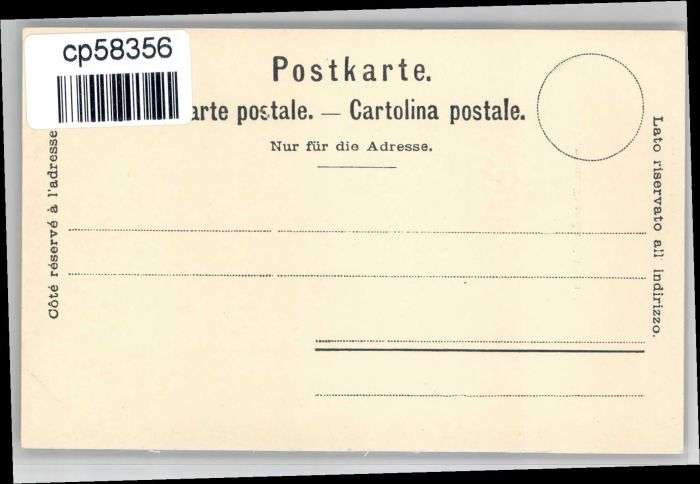 cp58356
Postkarte.
arte postale. — Cartolina postale.
Nur für die Adresse.
Côté réservé à l'adresse
Lato riservato all indirizzo.